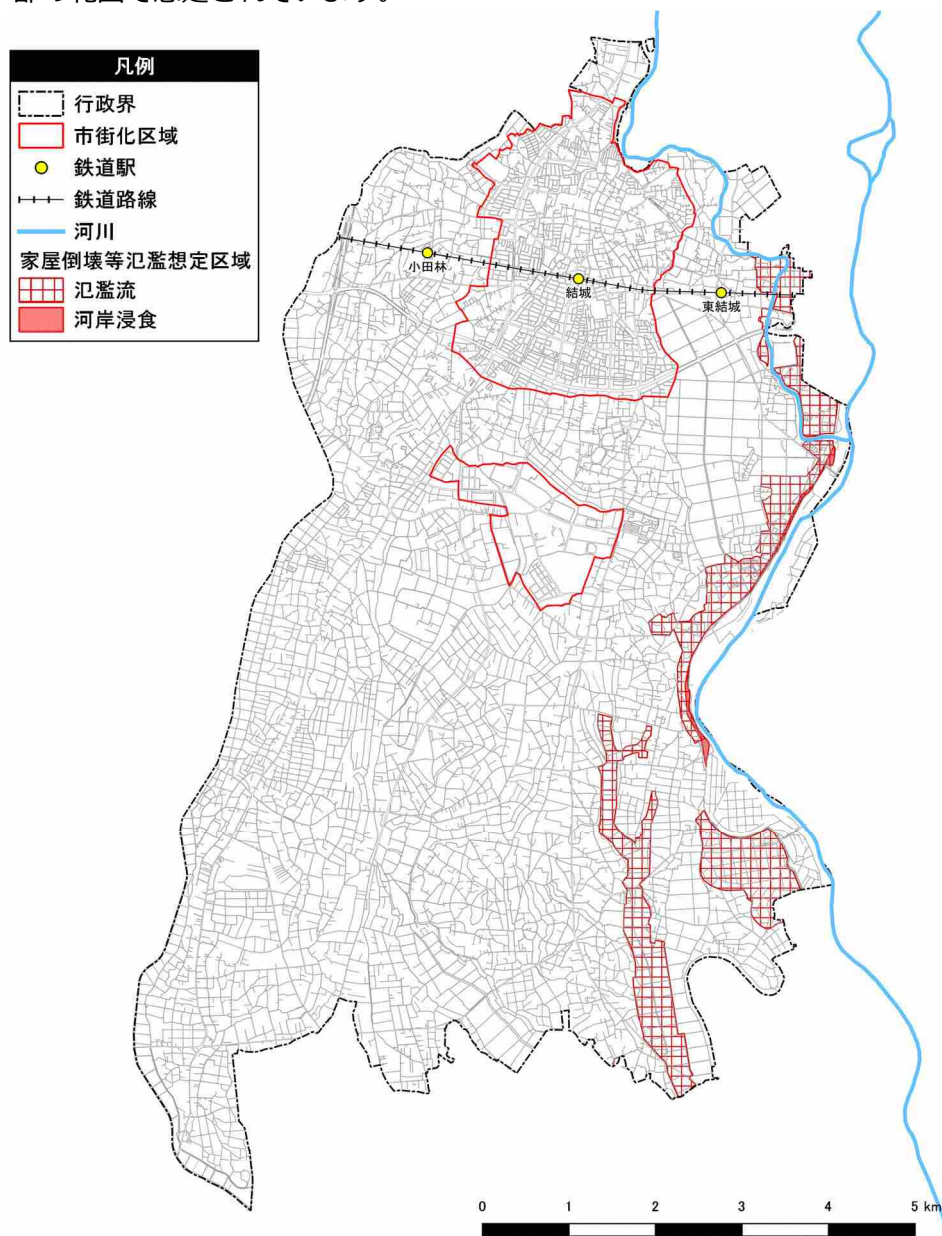 凡例
行政界
市街化区域
鉄道駅
鉄道路線
河川
家屋倒壊等氾濫想定区域
氾濫流
河岸浸食
小田林
結城
東結城
0 1 2 3 4 5 km